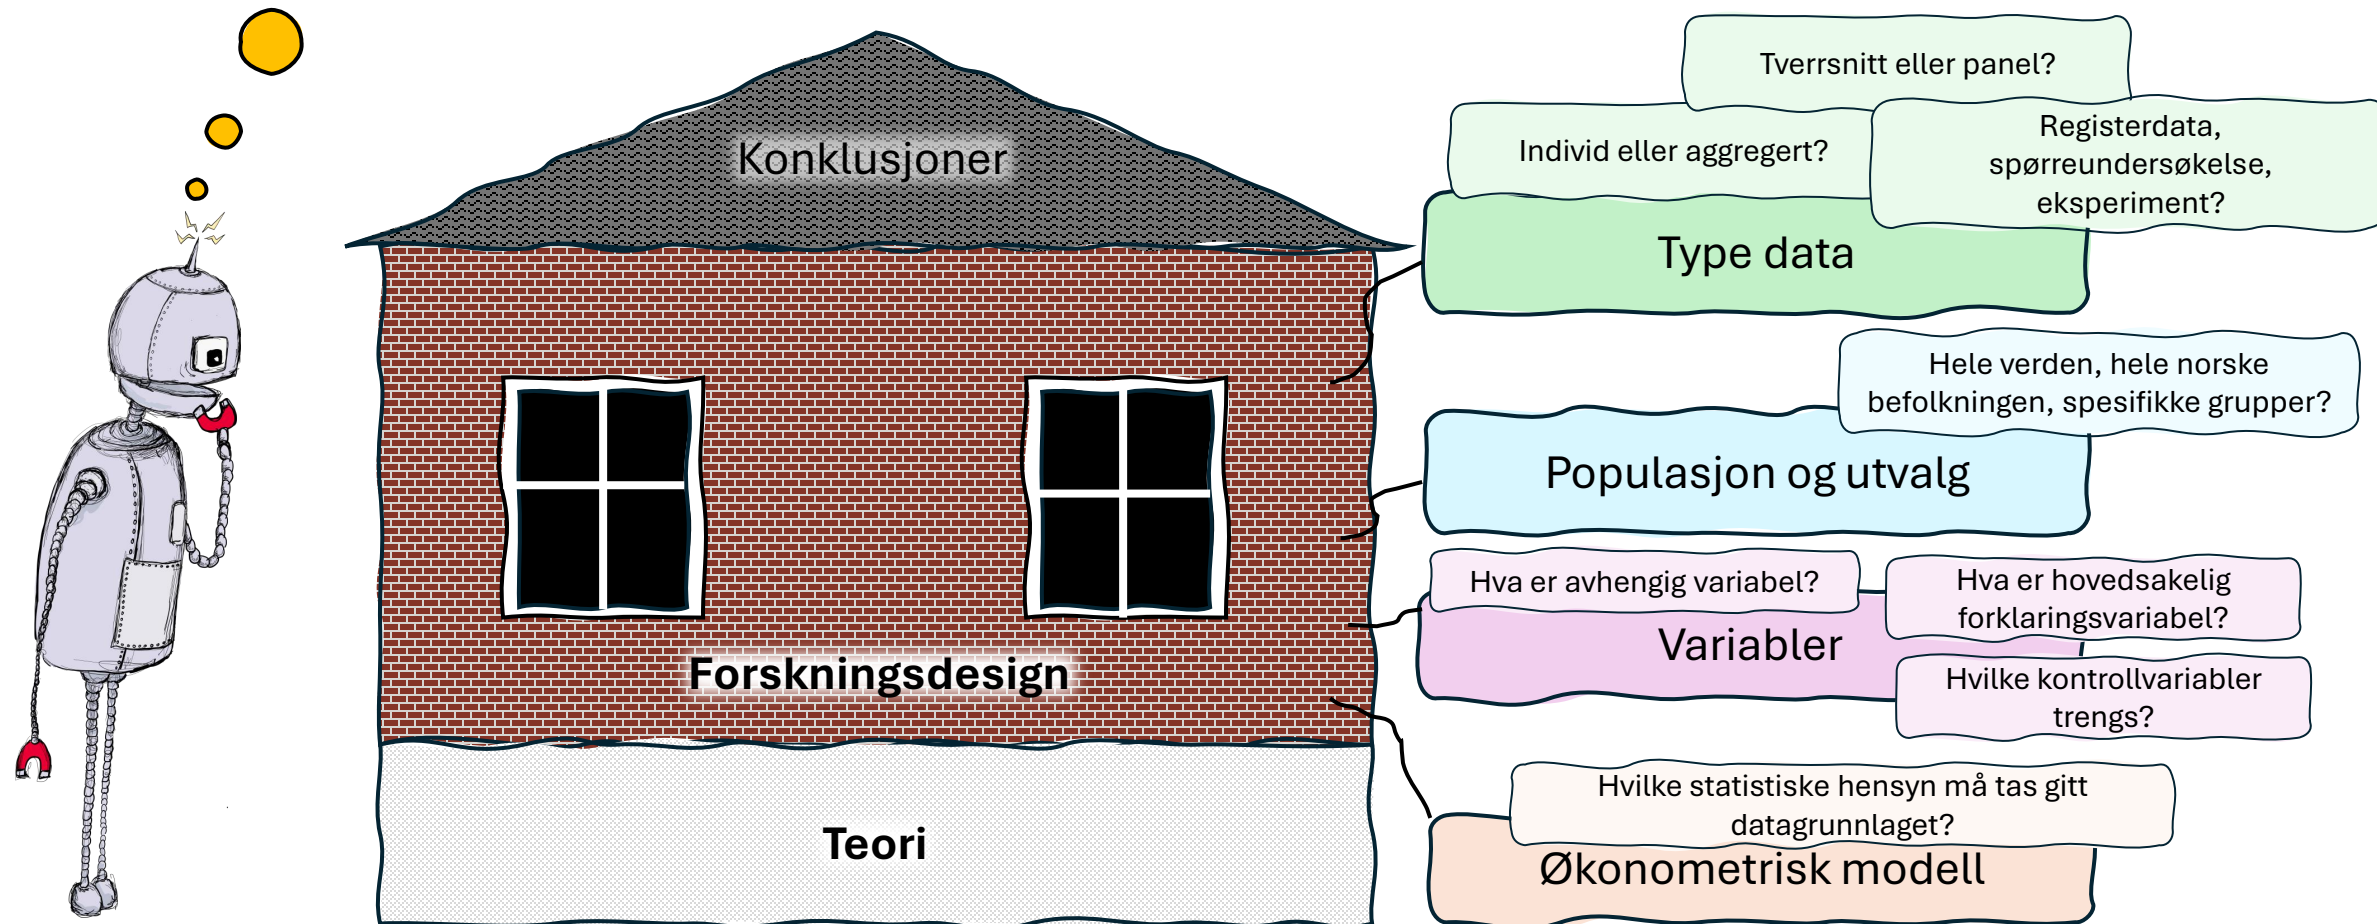 Konklusjoner
Forskningsdesign
Teori
Tverrsnitt eller panel?
Individ eller aggregert?
Registerdata,
spørreundersøkelse,
eksperiment?
Type data
Hele verden, hele norske
befolkningen, spesifikke grupper?
Populasjon og utvalg
Hva er avhengig variabel?
Hva er hovedsakelig
forklaringsvariabel?
Variabler
Hvilke kontrollvariabler
trengs?
Hvilke statistiske hensyn må tas gitt
datagrunnlaget?
Økonometrisk modell